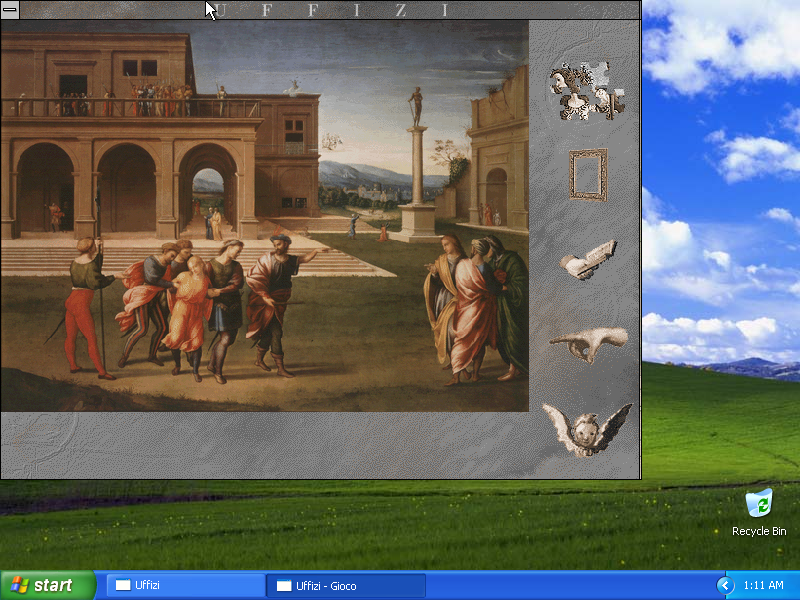 U F F I Z I
Recycle Bin
start
Uffizi
Uffizi - Gioco
1:11 AM